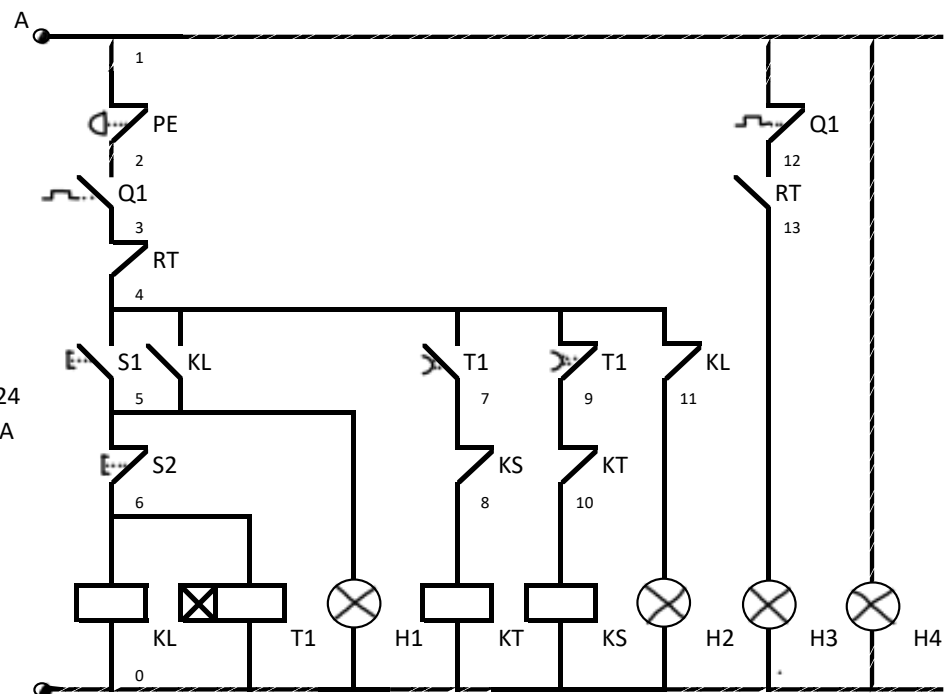 A
1
PE Q1
2 12
Q1 RT
3 13
RT
4
S1 KL T1 T1 KL
24
5 7 9 11
A
S2 KS KT
6 8 10
KL T1 H1 KT KS H2 H3 H4
0